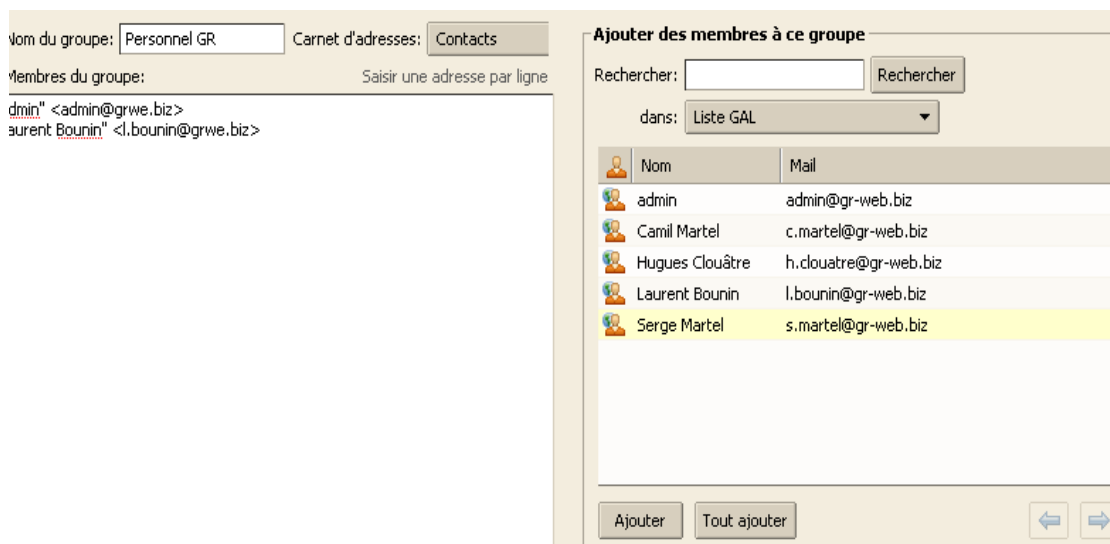 Nom du groupe: Personnel GR Carnet d'adresses: Contacts
Membres du groupe: Saisir une adresse par ligne
dmin" <admin@grwe.biz>
aurent Bounin" <l.bounin@grwe.biz>
Ajouter des membres à ce groupe
Rechercher: Rechercher
dans: Liste GAL
Nom Mail
admin admin@gr-web.biz
Camil Martel c.martel@gr-web.biz
Hugues Clouâtre h.clouatre@gr-web.biz
Laurent Bounin l.bounin@gr-web.biz
Serge Martel s.martel@gr-web.biz
Ajouter Tout ajouter